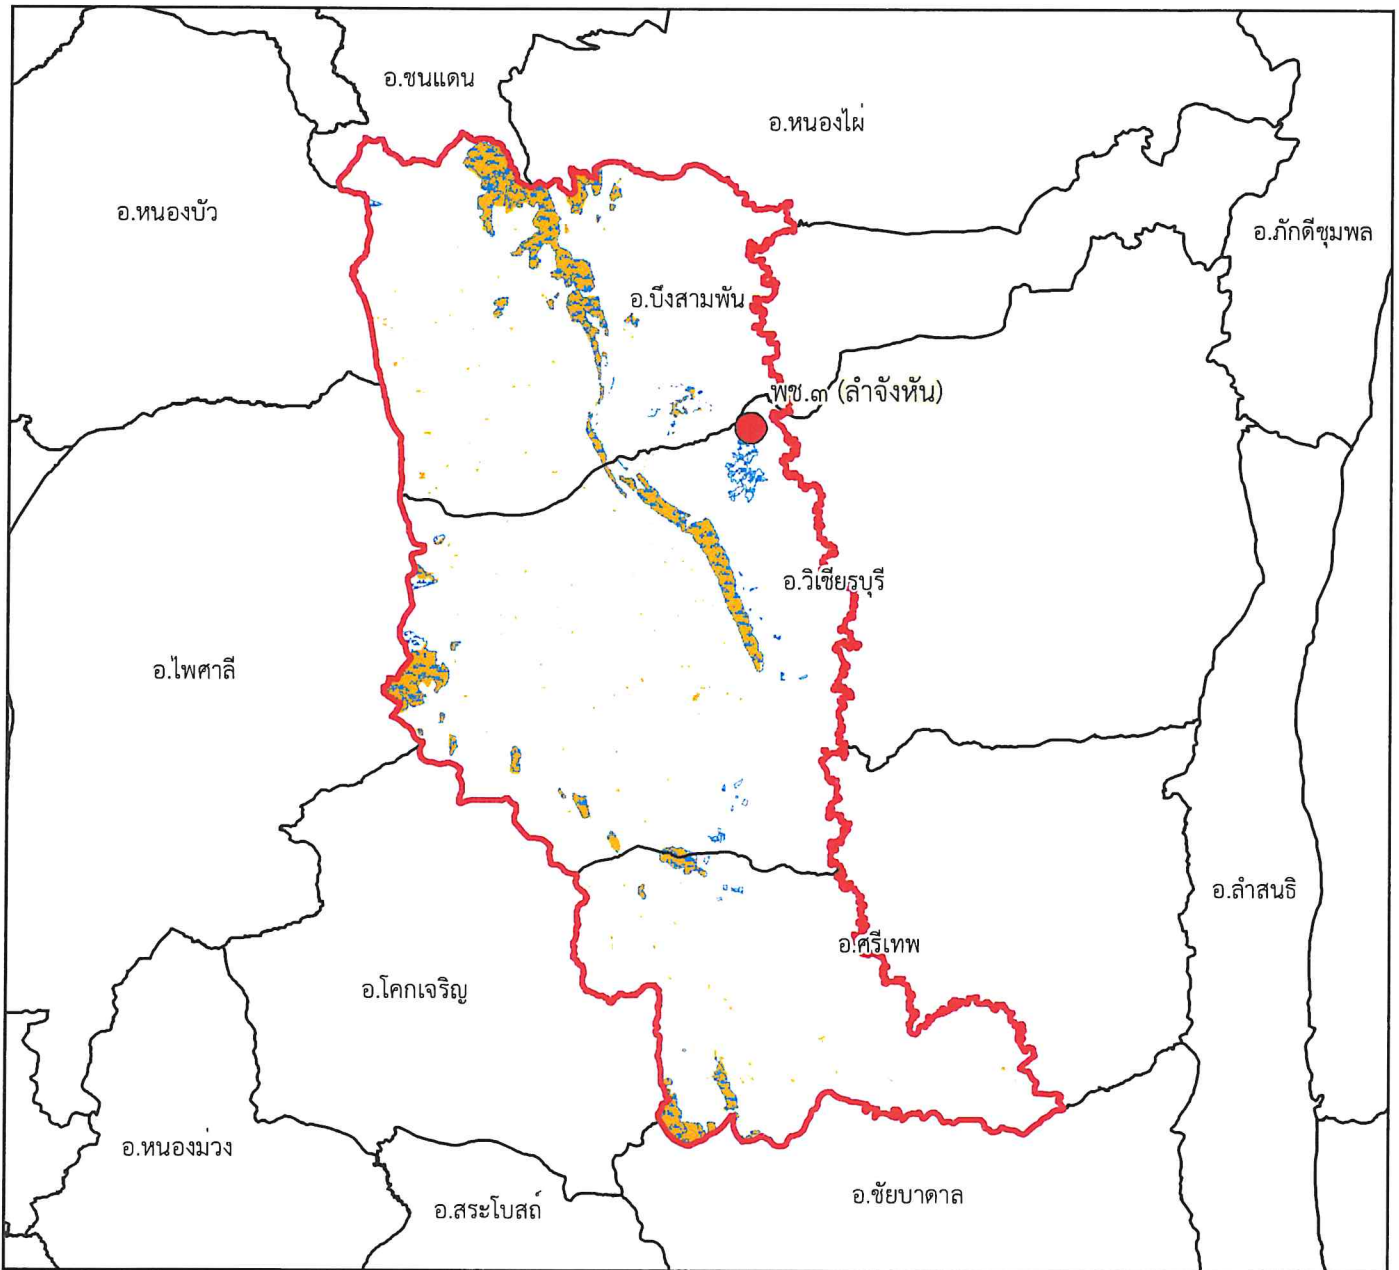 อ.ชนแดน
อ.หนองไผ่
อ.หนองบัว
อ.ภักดีชุมพล
อ.บึงสามพัน
พช.๓ (ลำจังหัน)
อ.วิเชียรบุรี
อ.ไพศาลี
อ.ลำสนธิ
อ.ศรีเทพ
อ.โคกเจริญ
อ.หนองม่วง
อ.ชัยบาดาล
อ.สระโบสถ์